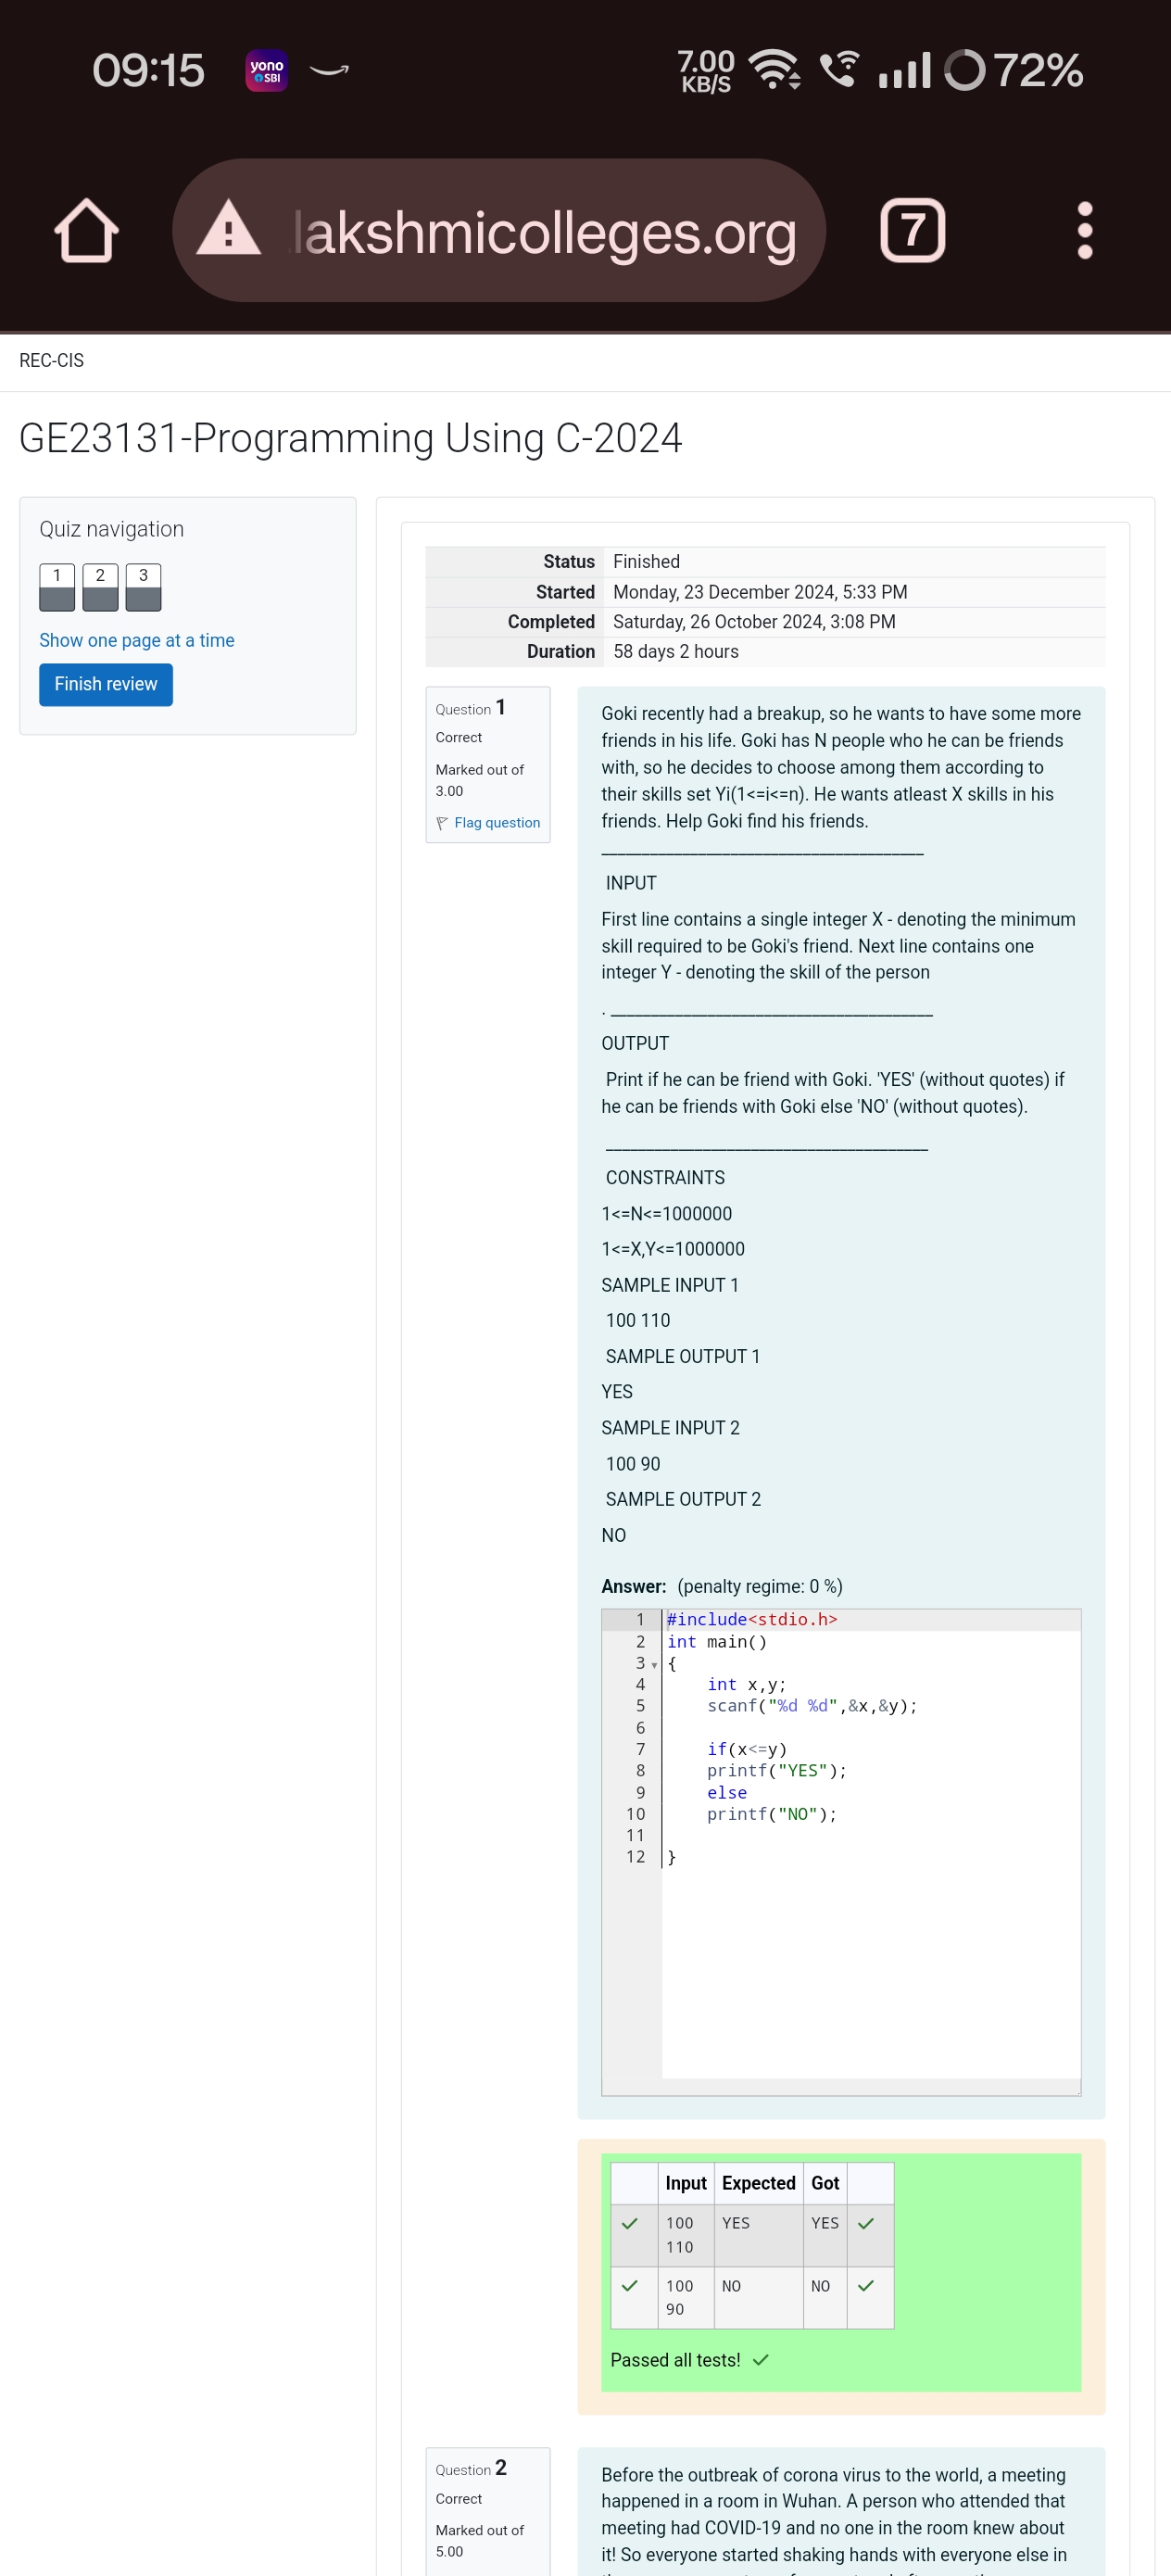 09:15
yono
SBI
7.00
KB/S
72%
lakshmicolleges.org
7
REC-CIS
GE23131-Programming Using C-2024
Quiz navigation
1 2 3
Show one page at a time
Finish review
Status Finished
Started Monday, 23 December 2024, 5:33 PM
Completed Saturday, 26 October 2024, 3:08 PM
Duration 58 days 2 hours
Question 1
Correct
Marked out of
3.00
Flag question
Goki recently had a breakup, so he wants to have some more
friends in his life. Goki has N people who he can be friends
with, so he decides to choose among them according to
their skills set Yi(1<=i<=n). He wants atleast X skills in his
friends. Help Goki find his friends.
________________________________________
INPUT
First line contains a single integer X - denoting the minimum
skill required to be Goki's friend. Next line contains one
integer Y - denoting the skill of the person
. ________________________________________
OUTPUT
Print if he can be friend with Goki. 'YES' (without quotes) if
he can be friends with Goki else 'NO' (without quotes).
________________________________________
CONSTRAINTS
1<=N<=1000000
1<=X,Y<=1000000
SAMPLE INPUT 1
100 110
SAMPLE OUTPUT 1
YES
SAMPLE INPUT 2
100 90
SAMPLE OUTPUT 2
NO
Answer: (penalty regime: 0 %)
1 #include<stdio.h>
2 int main()
3 {
4 int x,y;
5 scanf("%d %d",&x,&y);
6
7 if(x<=y)
8 printf("YES");
9 else
10 printf("NO");
11
12 }
Input Expected Got
100 YES YES
110
100 NO NO
90
Passed all tests!
Question 2
Correct
Marked out of
5.00
Before the outbreak of corona virus to the world, a meeting
happened in a room in Wuhan. A person who attended that
meeting had COVID-19 and no one in the room knew about
it! So everyone started shaking hands with everyone else in